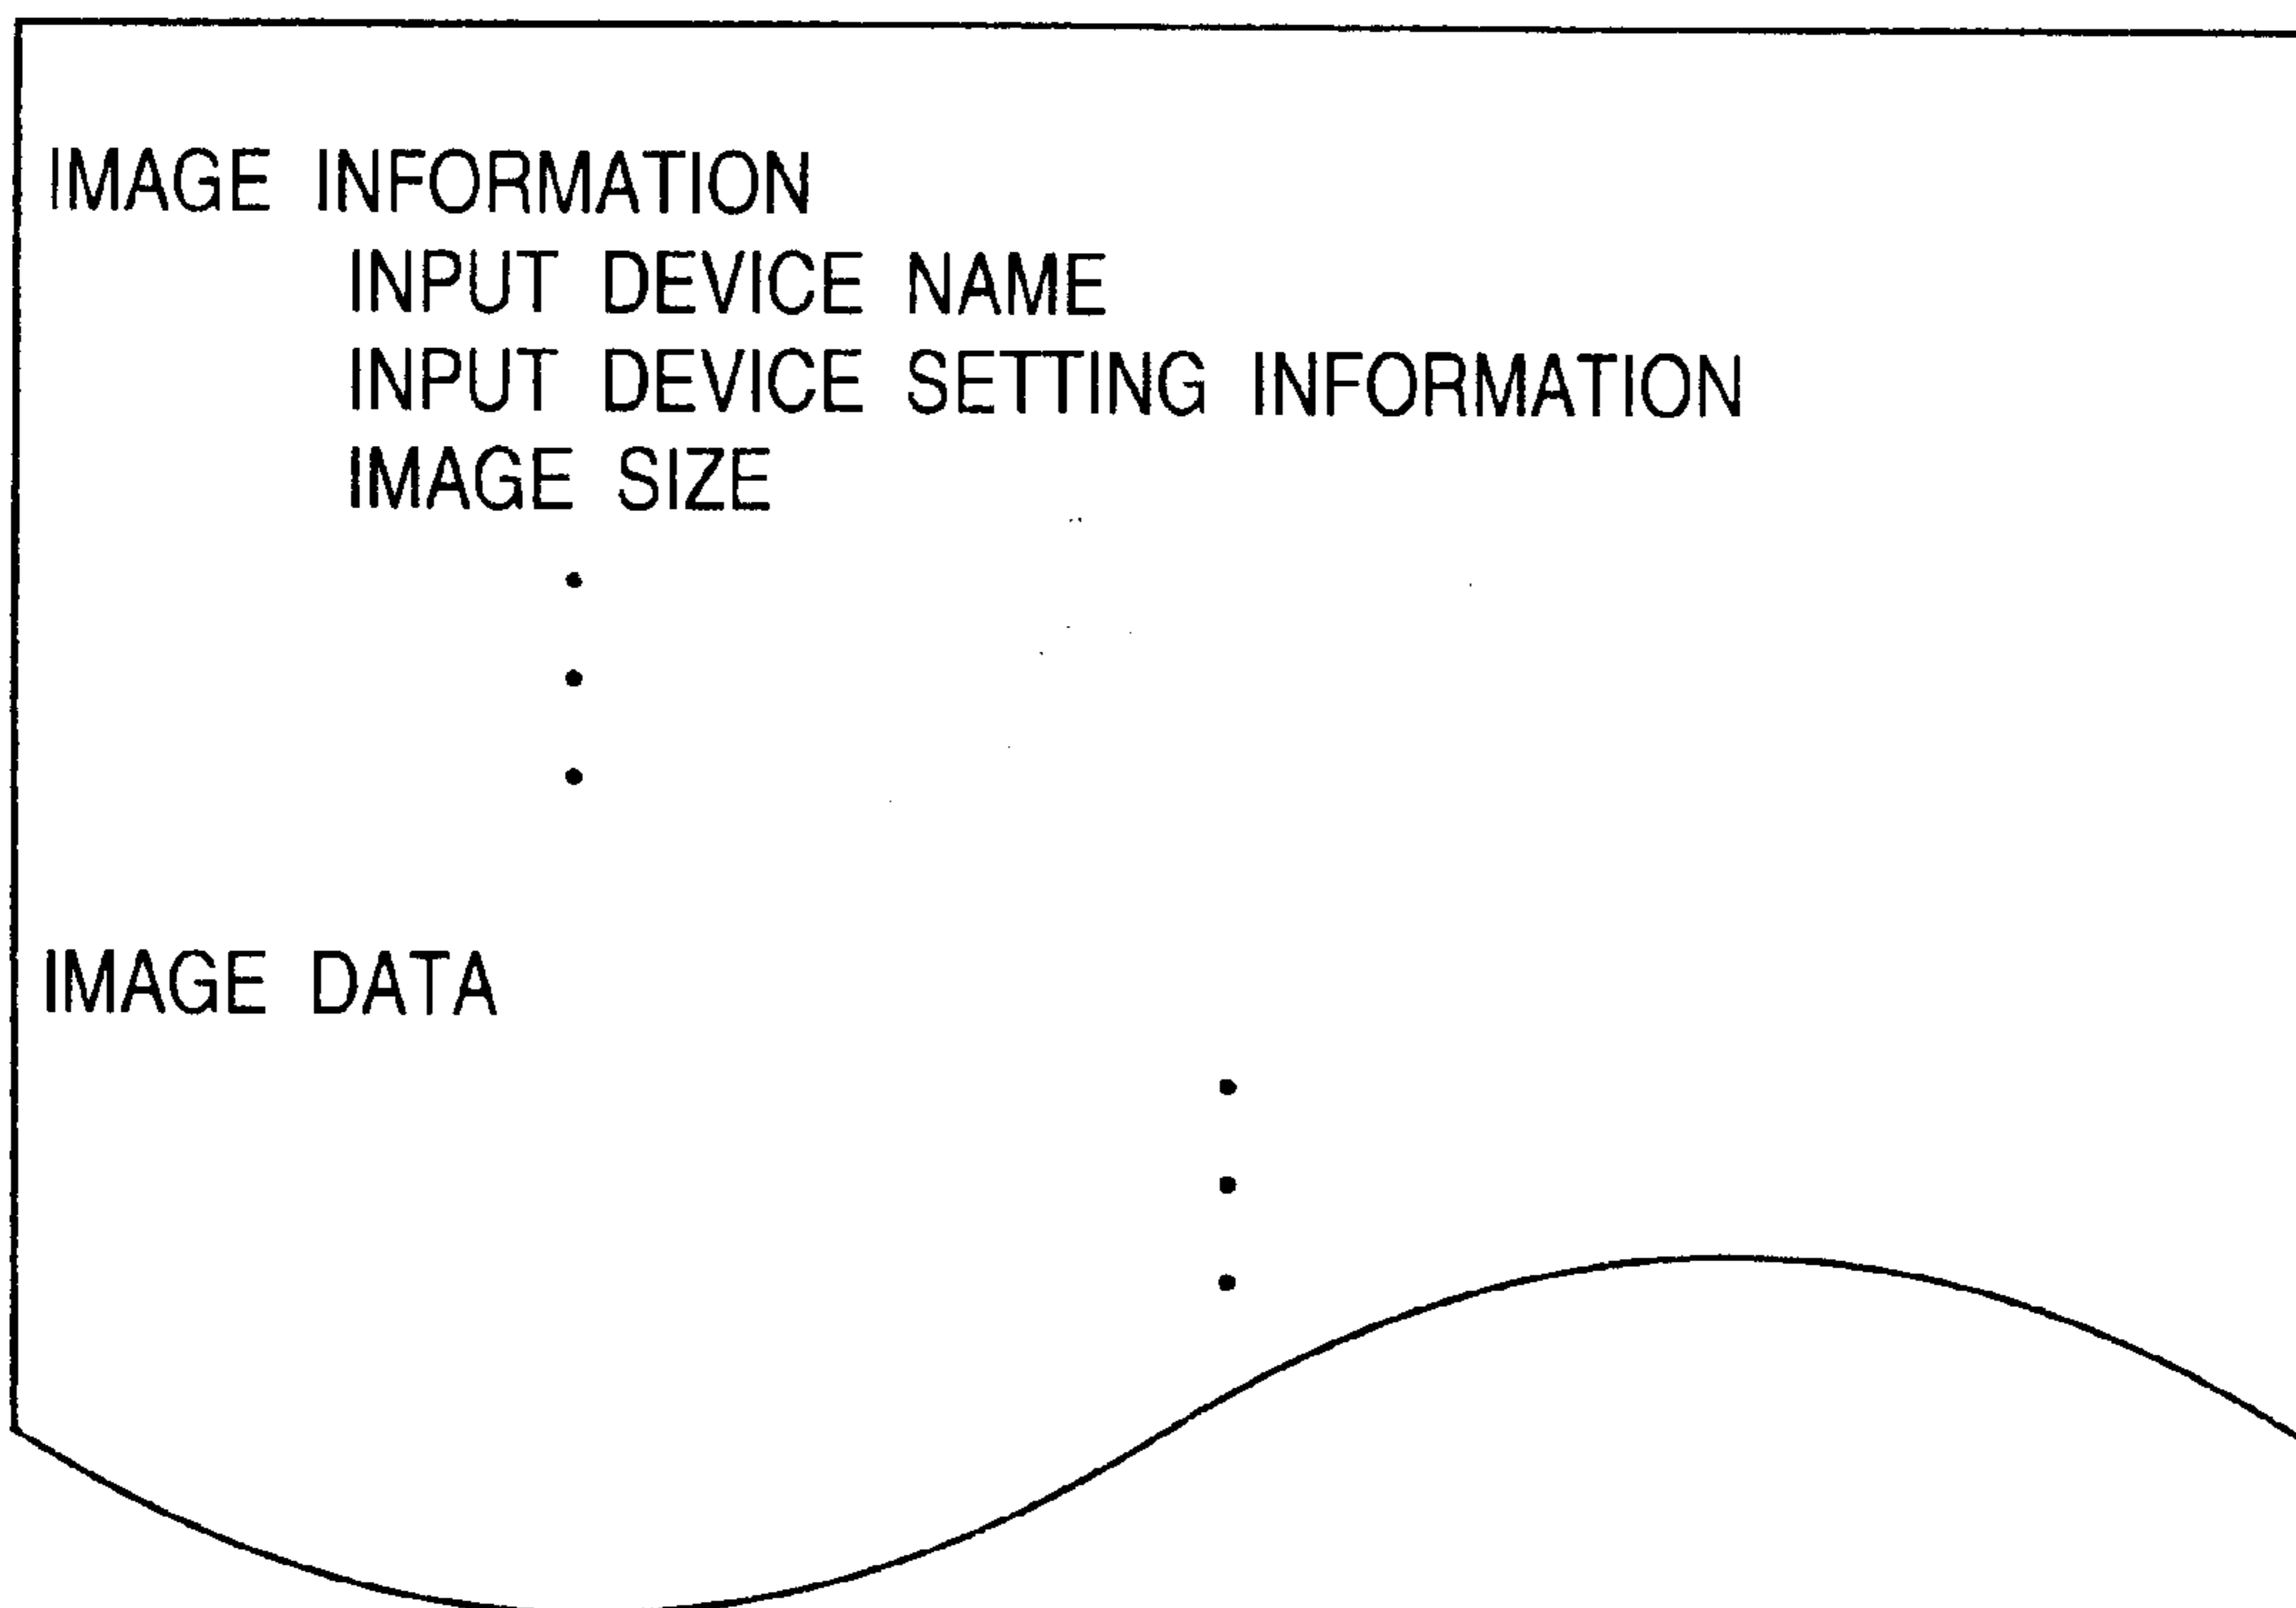 IMAGE INFORMATION
INPUT DEVICE NAME
INPUT DEVICE SETTING INFORMATION
IMAGE SIZE
IMAGE DATA